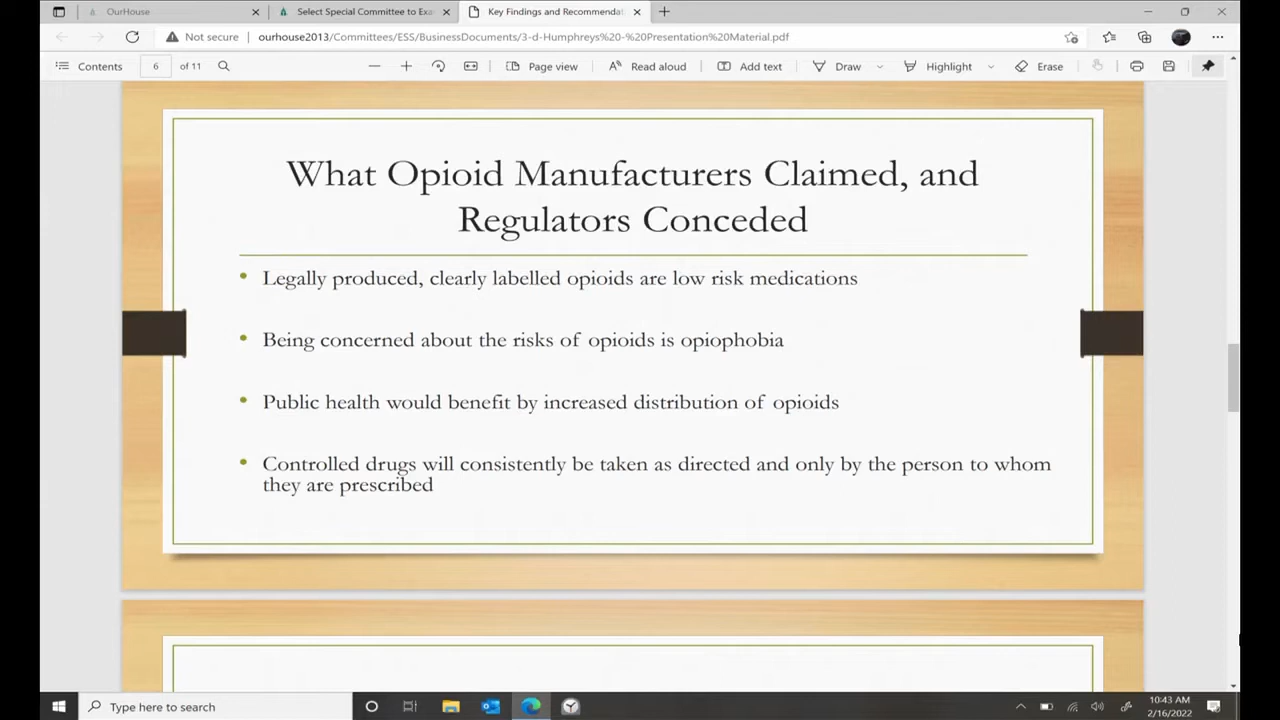 OurHouse
Select Special Committee to Exa
Key Findings and Recommenda
Not secure
ourhouse2013/Committees/ESS/BusinessDocuments/3-d-Humphreys%20-%20Presentation%20Material.pdf
Contents
6
of 11
Page view
Read aloud
Add text
Draw
Highlight
Erase
What Opioid Manufacturers Claimed, and
Regulators Conceded
• Legally produced, clearly labelled opioids are low risk medications
• Being concerned about the risks of opioids is opiophobia
• Public health would benefit by increased distribution of opioids
• Controlled drugs will consistently be taken as directed and only by the person to whom
they are prescribed
Type here to search
10:43 AM
2/16/2022